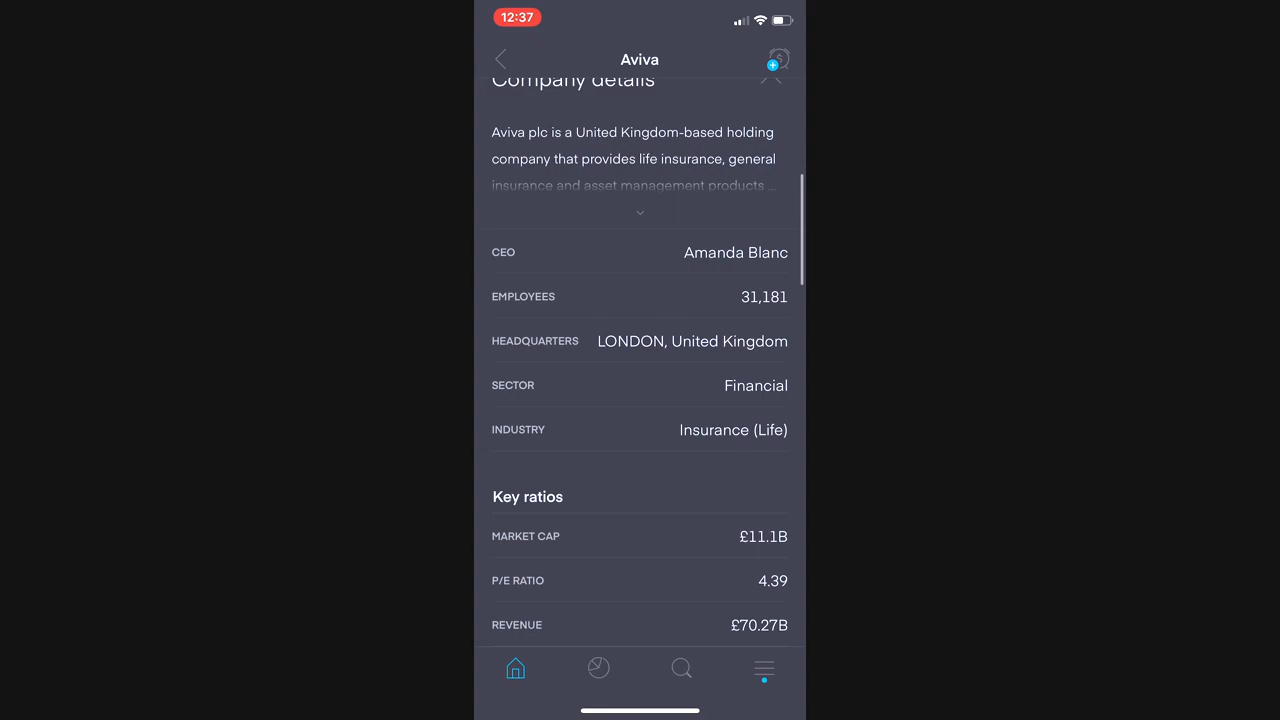 12:37
Aviva
Company details
Aviva plc is a United Kingdom-based holding
company that provides life insurance, general
insurance and asset management products ...
CEO Amanda Blanc
EMPLOYEES 31,181
HEADQUARTERS LONDON, United Kingdom
SECTOR Financial
INDUSTRY Insurance (Life)
Key ratios
MARKET CAP £11.1B
P/E RATIO 4.39
REVENUE £70.27B